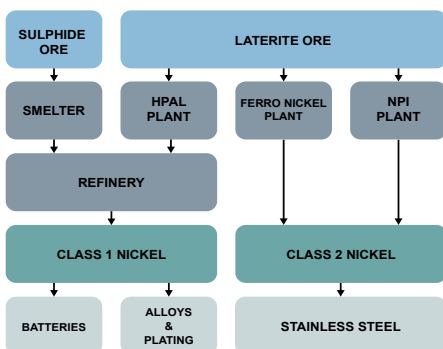 SULPHIDE
ORE
LATERITE ORE
SMELTER
HPAL
PLANT
FERRO NICKEL
PLANT
NPI
PLANT
REFINERY
CLASS 1 NICKEL
CLASS 2 NICKEL
BATTERIES
ALLOYS
&
PLATING
STAINLESS STEEL